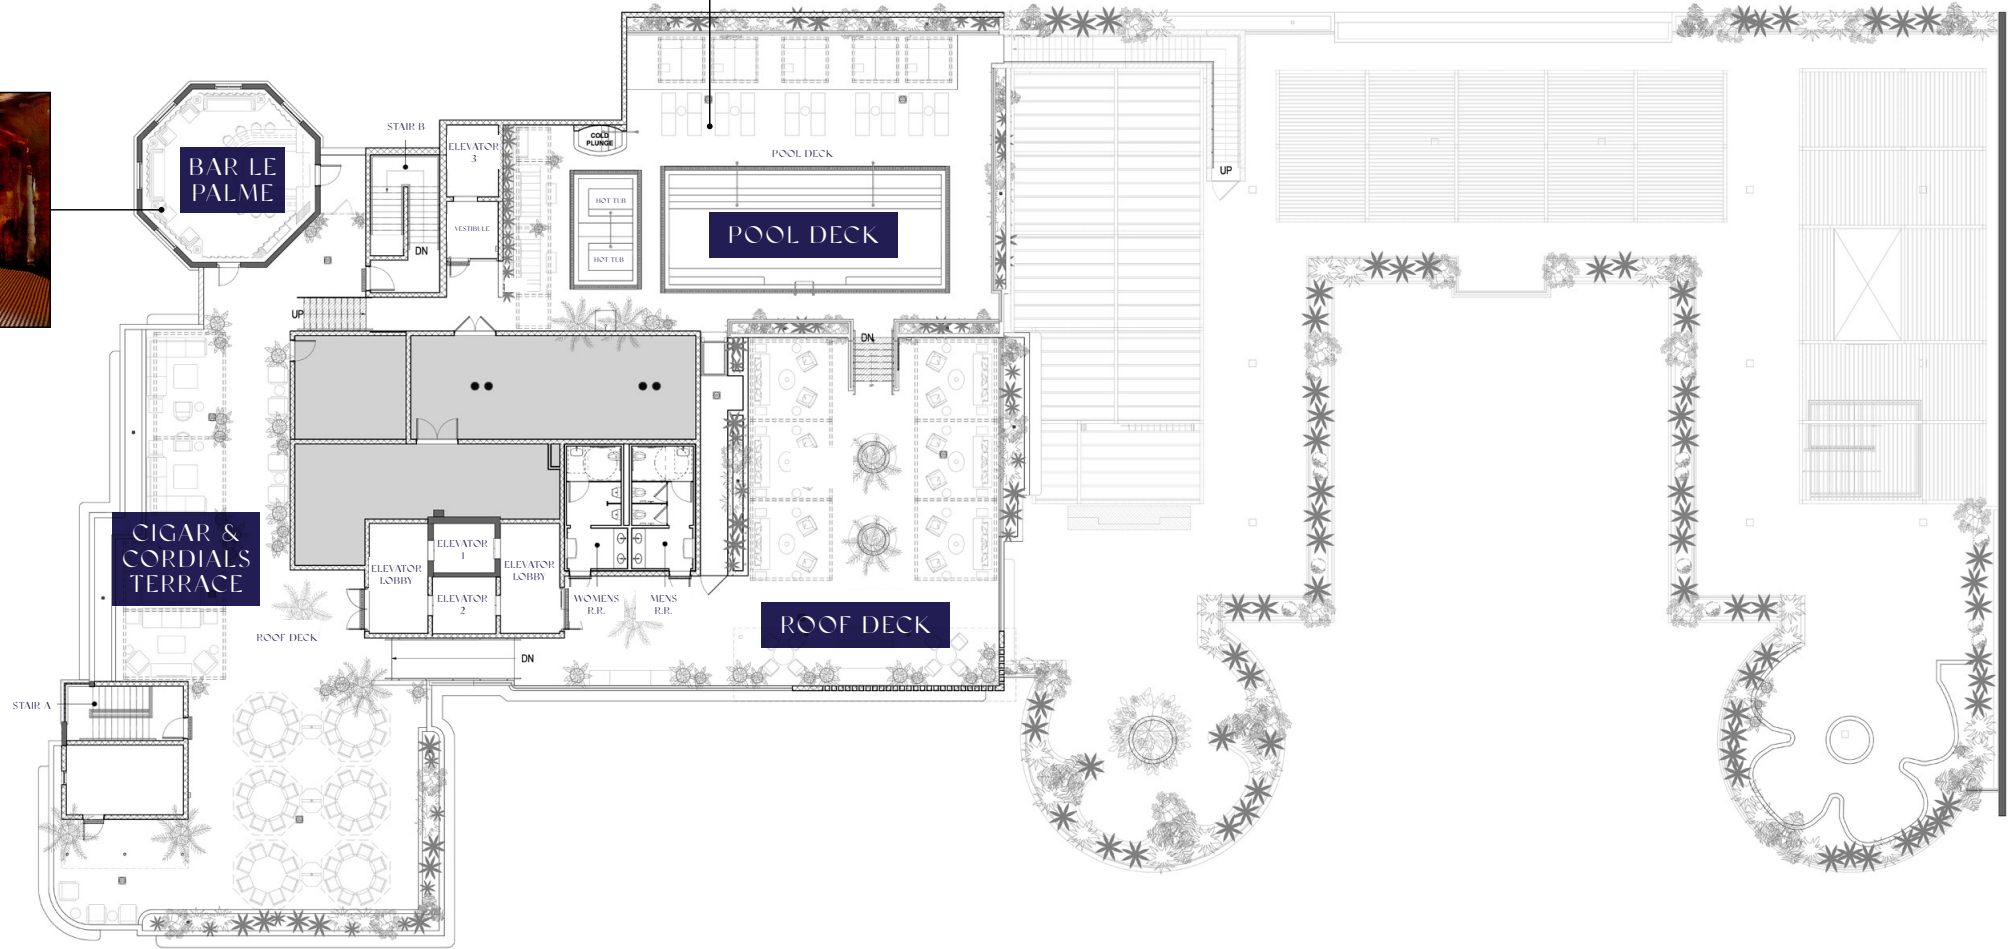 STAIR B
ELEVATOR
3
COLD
PLUNGE
POOL DECK
BAR LE
PALME
UP
HOT TUB
VESTIBULE
POOL DECK
DN
HOT TUB
UP
DN
CIGAR &
CORDIALS
TERRACE
ELEVATOR
1
ELEVATOR
LOBBY
ELEVATOR
LOBBY
ELEVATOR
2
WOMENS
R.R.
MENS
R.R.
ROOF DECK
ROOF DECK
DN
STAIR A